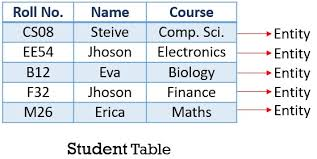 Roll No. Name Course
CS08 Steive Comp. Sci. Entity
EE54 Jhoson Electronics Entity
B12 Eva Biology Entity
F32 Jhoson Finance Entity
M26 Erica Maths Entity
Student Table